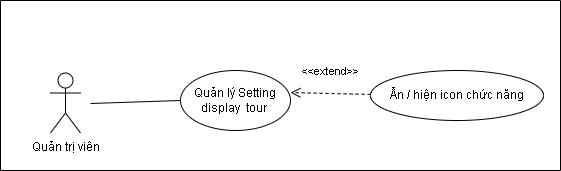 <<extend>>
Quản lý Setting
display tour
Ẩn / hiện icon chức năng
Quản trị viên